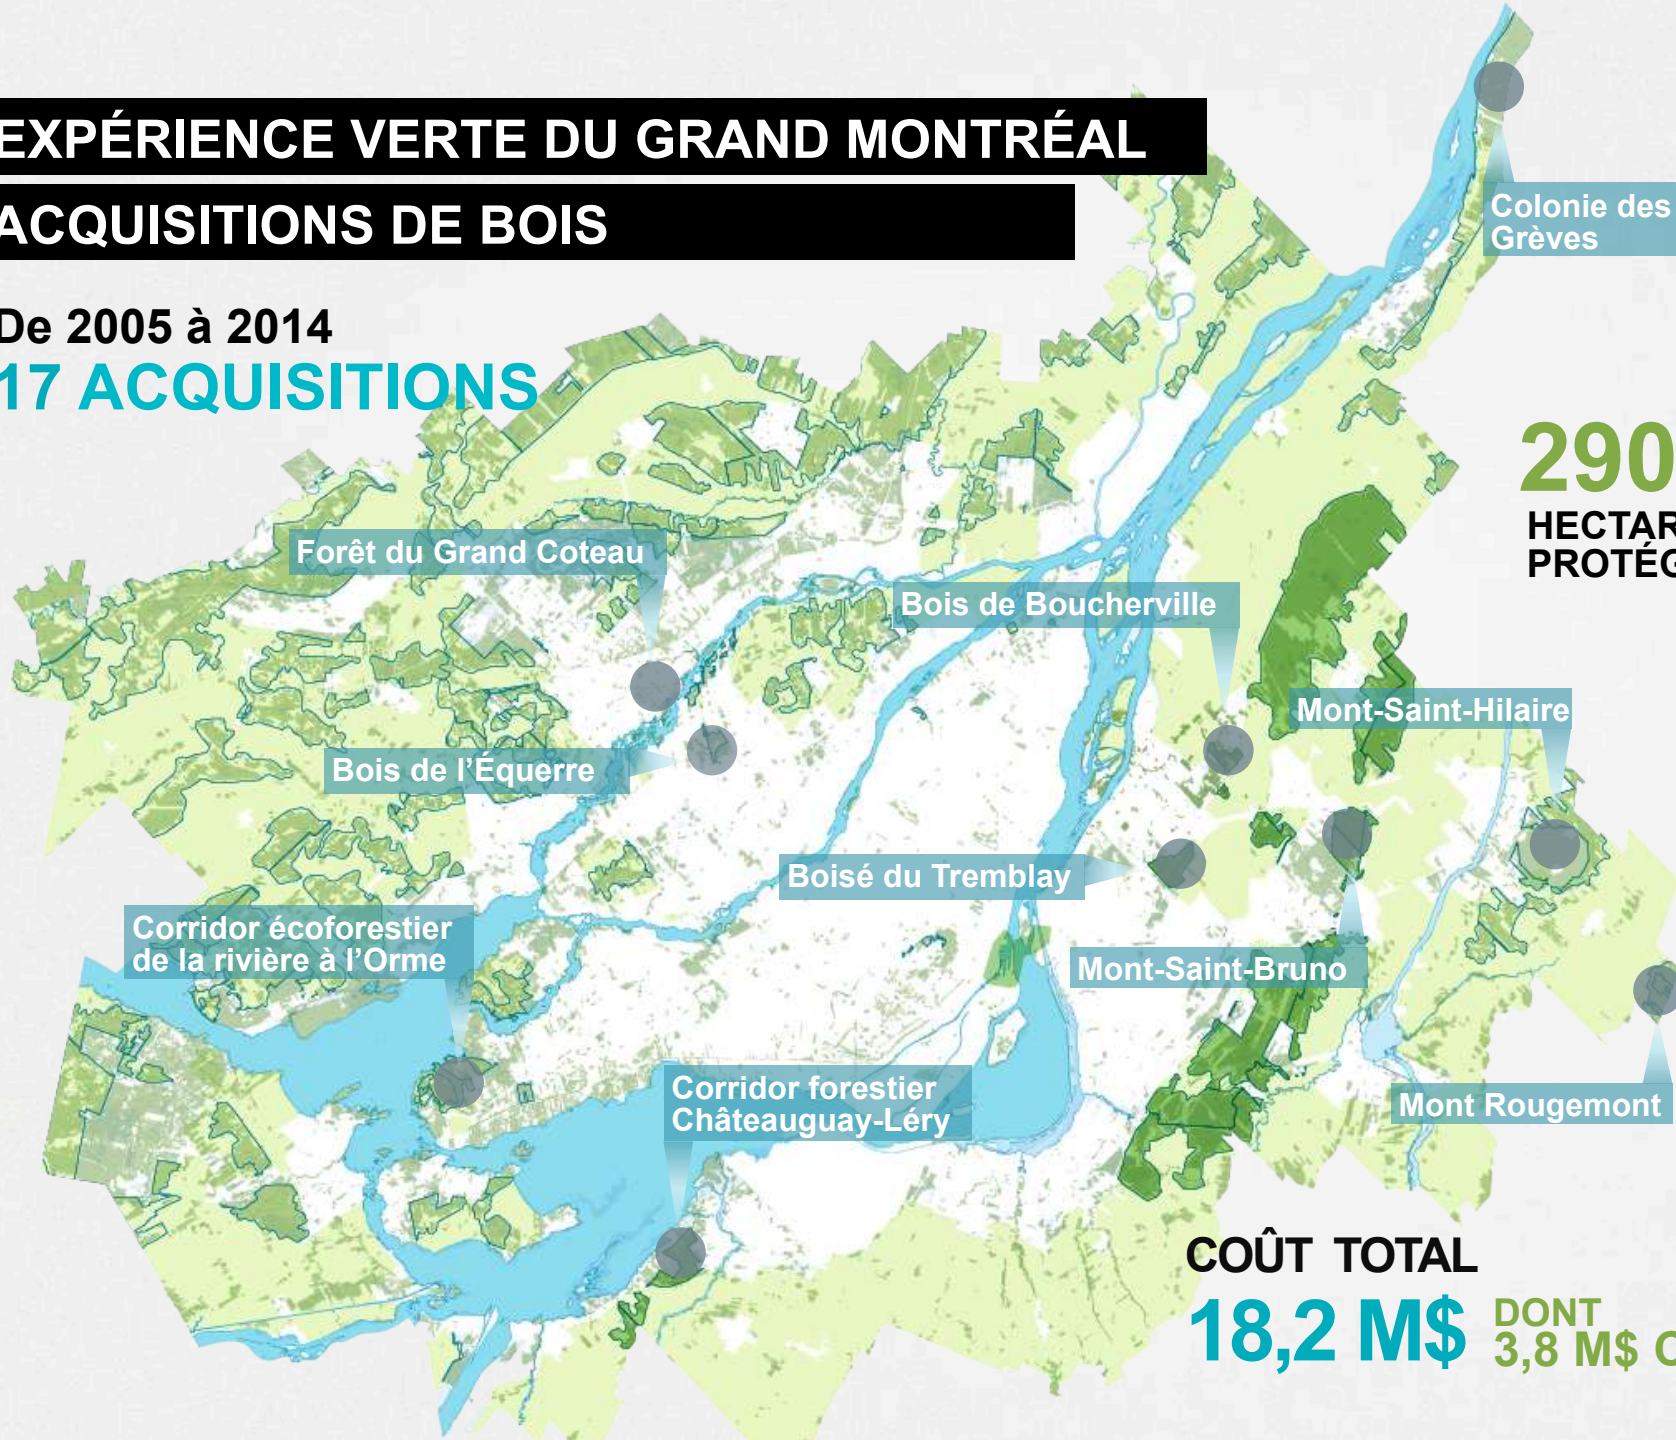 EXPÉRIENCE VERTE DU GRAND MONTRÉAL
ACQUISITIONS DE BOIS
De 2005 à 2014
17 ACQUISITIONS
Colonie des
Grèves
290
HECTAR
PROTÉG
Forêt du Grand Coteau
Bois de Boucherville
Mont-Saint-Hilaire
Bois de l’Équerre
Boisé du Tremblay
Corridor écoforestier
de la rivière à l’Orme
Mont-Saint-Bruno
Corridor forestier
Châteauguay-Léry
Mont Rougemont
COÛT TOTAL
18,2 M$
DONT
3,8 M$ C